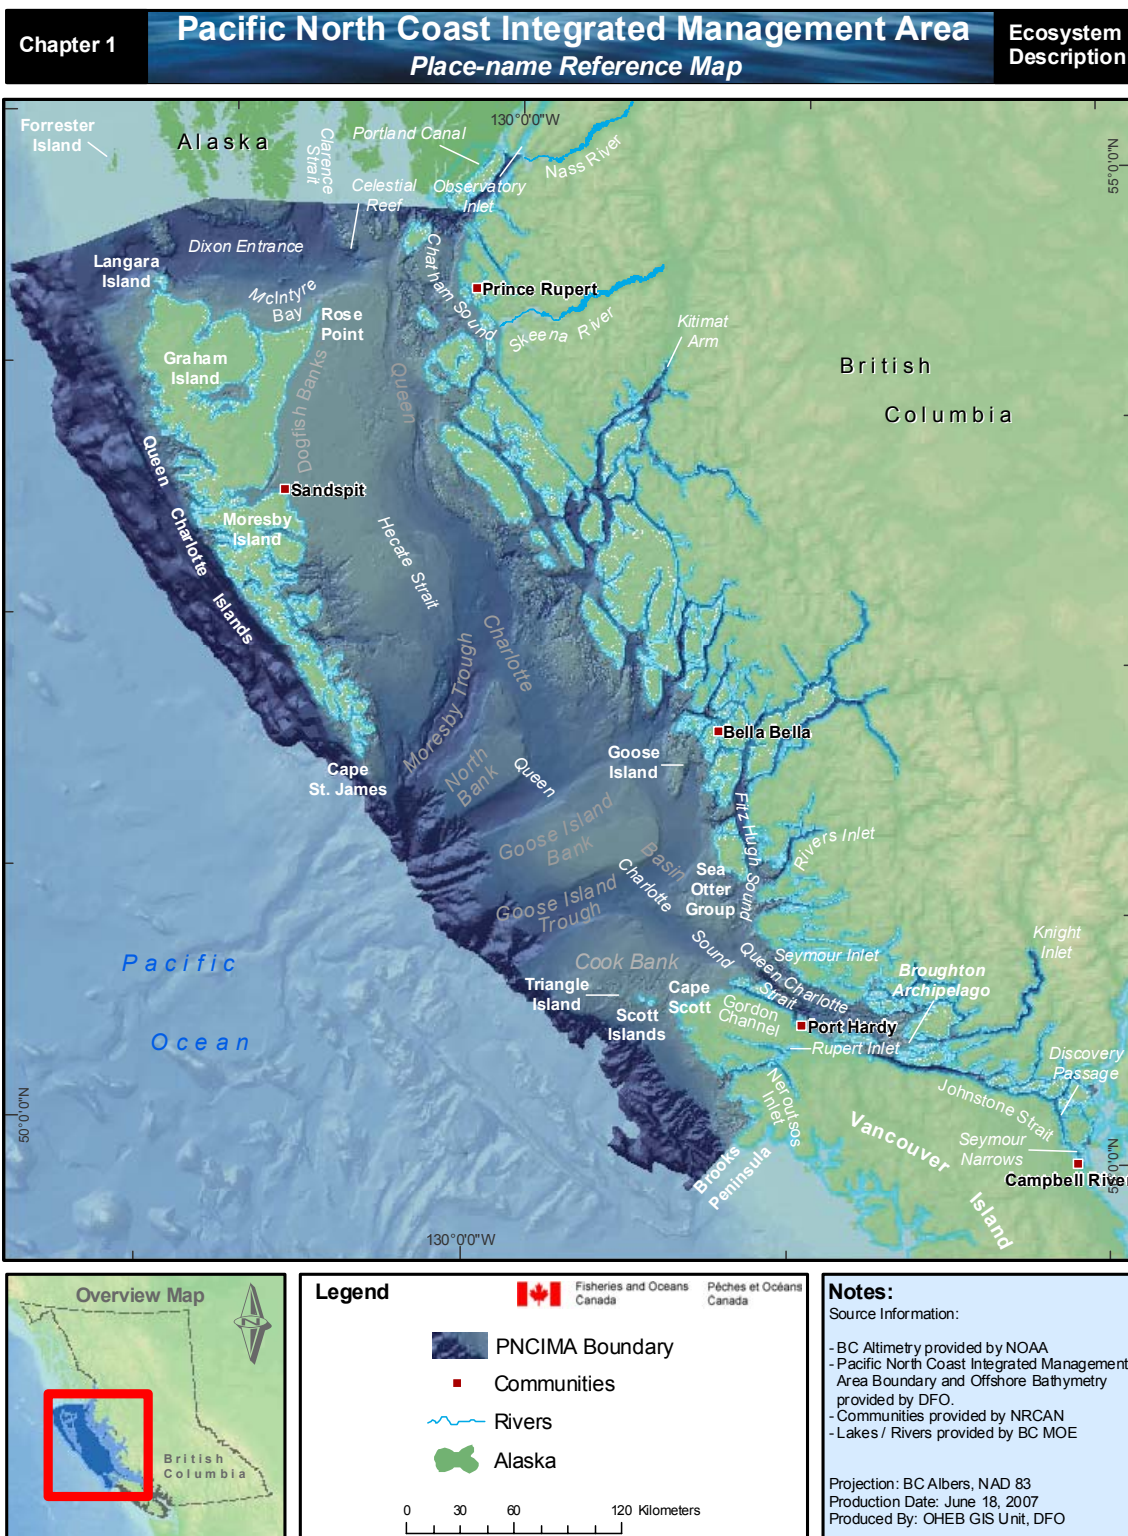 Chapter 1
Pacific North Coast Integrated Management Area
Place-name Reference Map
Ecosystem
Description
Forrester
Island
Alaska
Clarence
Strait
Portland Canal
130°0'0"W
Nass River
55°0'0"N
Celestial
Reef
Observatory
Inlet
Dixon Entrance
Langara
Island
McIntyre
Bay
Rose
Point
Chatham Sound
Prince Rupert
Skeena River
Kitimat
Arm
Graham
Island
British
Columbia
Dogfish Banks
Queen
Queen
Charlotte
Islands
Sandspit
Moresby
Island
Hecate Strait
Charlotte
Moresby Trough
Bella Bella
Goose
Island
Cape
St. James
North
Bank
Queen
Goose Island
Bank
Basin
Charlotte
Sound
Fitz Hugh Sound
Rivers Inlet
Sea
Otter
Group
Goose Island
Trough
Knight
Inlet
Pacific
Ocean
Cook Bank
Seymour Inlet
Queen Charlotte
Strait
Broughton
Archipelago
Triangle
Island
Cape
Scott
Scott
Islands
Gordon
Channel
Port Hardy
Rupert Inlet
Discovery
Passage
Neroutsos
Inlet
Johnstone Strait
50°0'0"N
Vancouver
Island
Seymour
Narrows
Brooks
Peninsula
Campbell River
50°0'0"N
130°0'0"W
Overview Map
British
Columbia
Legend
Fisheries and Oceans
Canada
Pêches et Océans
Canada
PNCIMA Boundary
Communities
Rivers
Alaska
0 30 60 120 Kilometers
Notes:
Source Information:
- BC Altimetry provided by NOAA
- Pacific North Coast Integrated Management
Area Boundary and Offshore Bathymetry
provided by DFO.
- Communities provided by NRCAN
- Lakes / Rivers provided by BC MOE
Projection: BC Albers, NAD 83
Production Date: June 18, 2007
Produced By: OHEB GIS Unit, DFO